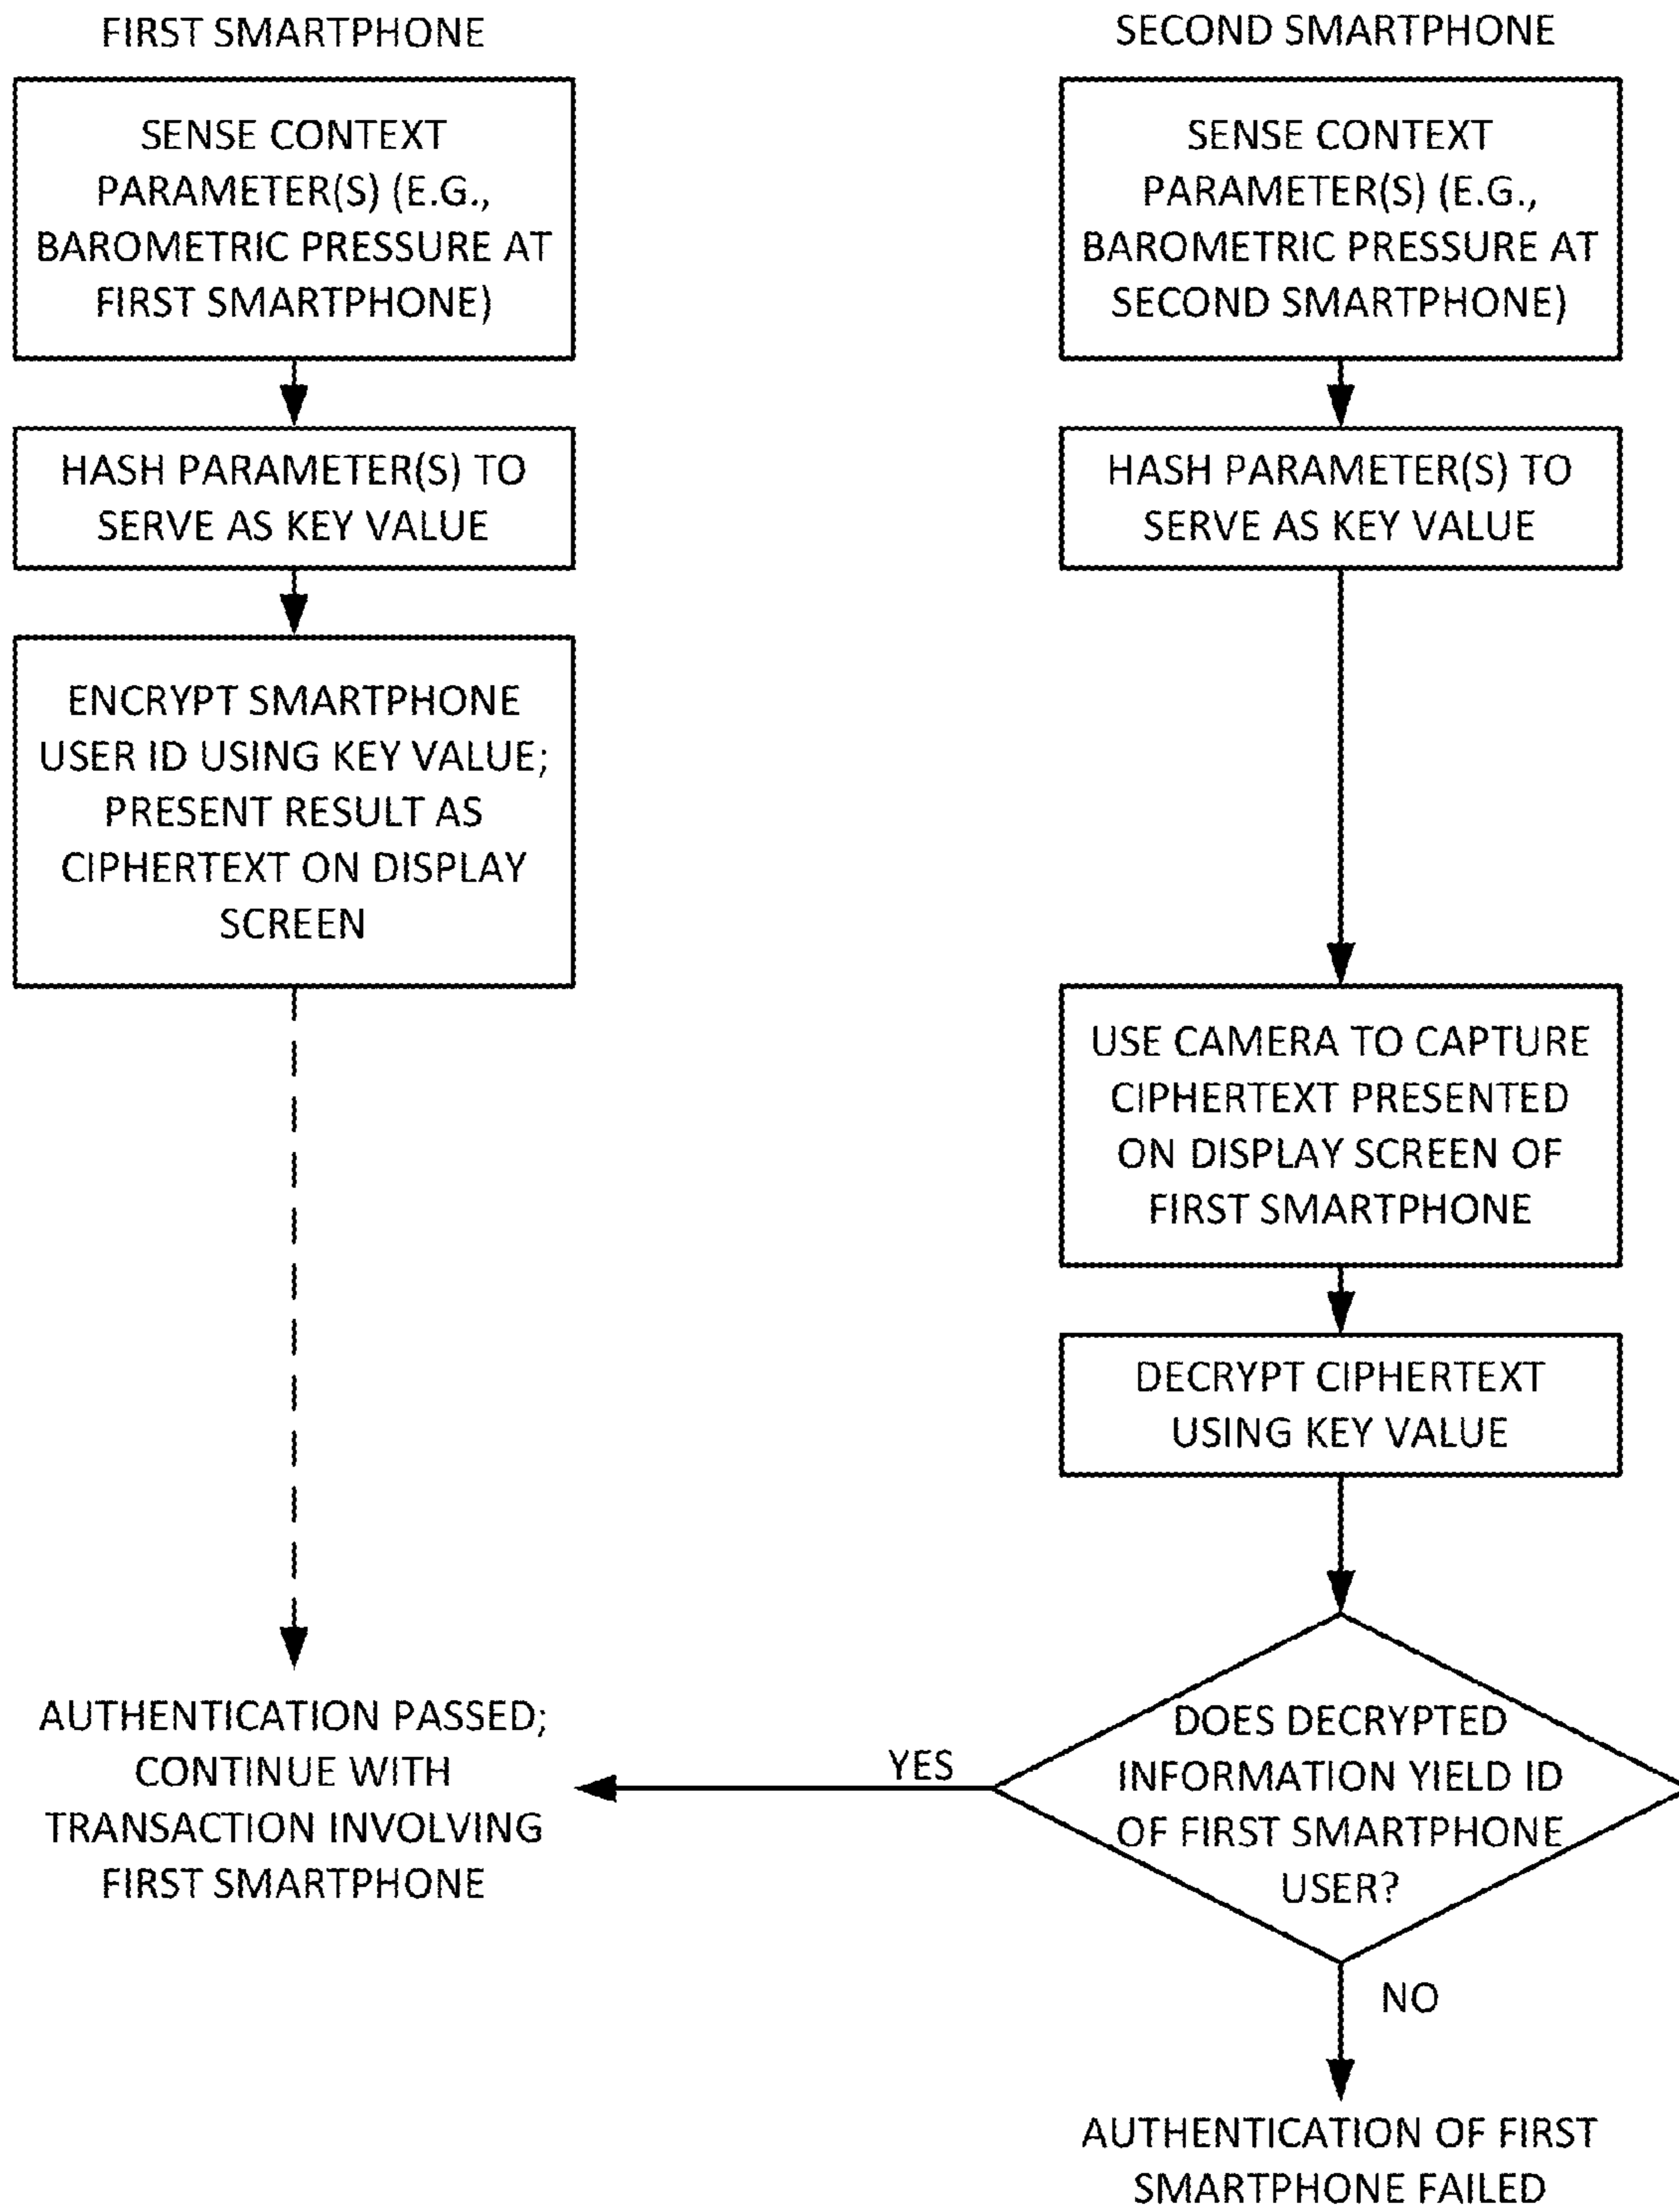 FIRST SMARTPHONE
SENSE CONTEXT
PARAMETER(S) (E.G.,
BAROMETRIC PRESSURE AT
FIRST SMARTPHONE)
HASH PARAMETER(S) TO
SERVE AS KEY VALUE
ENCRYPT SMARTPHONE
USER ID USING KEY VALUE;
PRESENT RESULT AS
CIPHERTEXT ON DISPLAY
SCREEN
AUTHENTICATION PASSED;
CONTINUE WITH
TRANSACTION INVOLVING
FIRST SMARTPHONE
SECOND SMARTPHONE
SENSE CONTEXT
PARAMETER(S) (E.G.,
BAROMETRIC PRESSURE AT
SECOND SMARTPHONE)
HASH PARAMETER(S) TO
SERVE AS KEY VALUE
USE CAMERA TO CAPTURE
CIPHERTEXT PRESENTED
ON DISPLAY SCREEN OF
FIRST SMARTPHONE
DECRYPT CIPHERTEXT
USING KEY VALUE
DOES DECRYPTED
INFORMATION YIELD ID
OF FIRST SMARTPHONE
USER?
YES
NO
AUTHENTICATION OF FIRST
SMARTPHONE FAILED